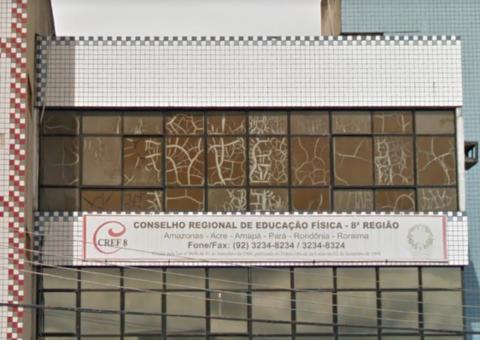 CREF 8
CONSELHO REGIONAL DE EDUCAÇÃO FÍSICA - 8ª REGIÃO
Amazonas - Acre - Amapá - Pará - Rondônia - Roraima
Fone/Fax: (92) 3234-8234 / 3234-8324